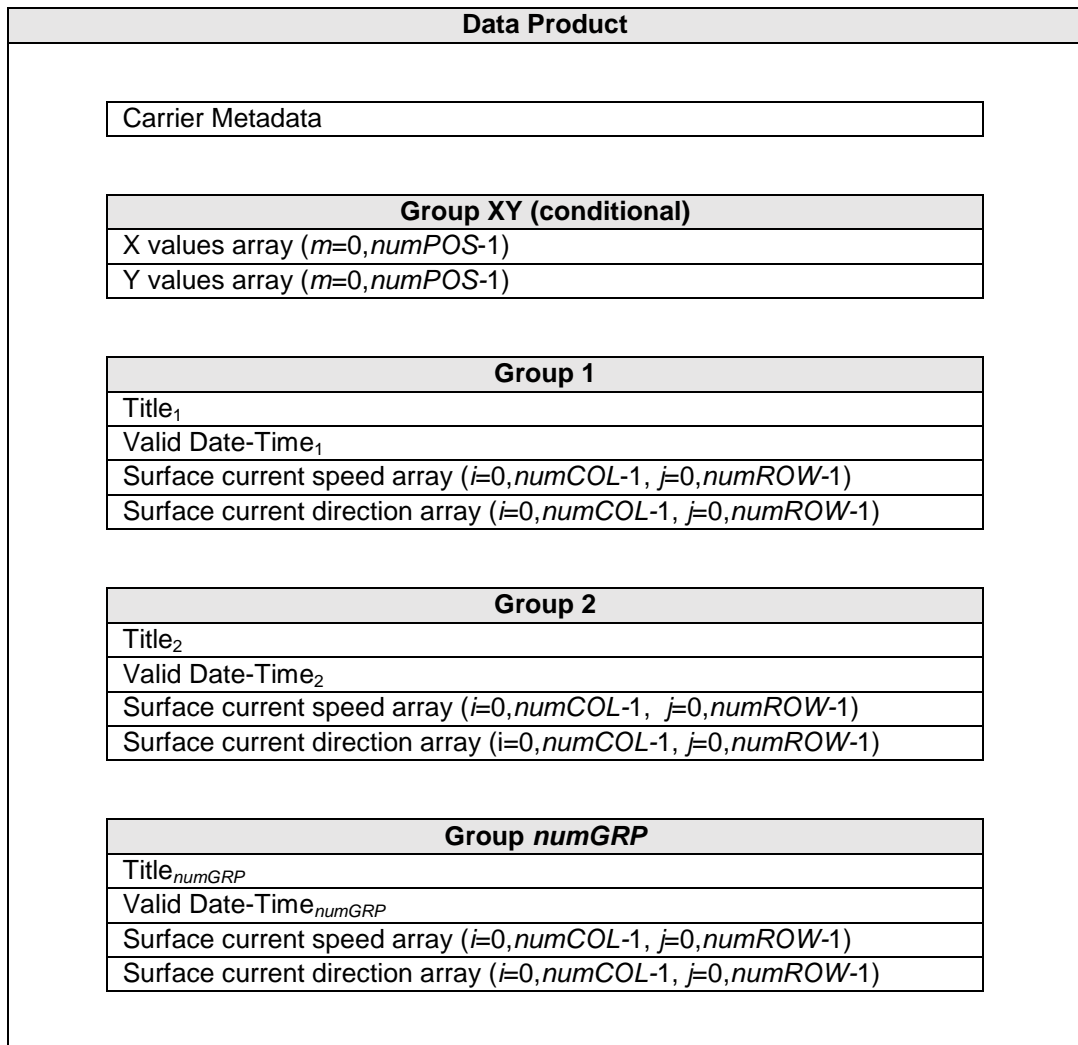 Data Product
Carrier Metadata
Group XY (conditional)
X values array (m=0,numPOS-1)
Y values array (m=0,numPOS-1)
Group 1
Title1
Valid Date-Time1
Surface current speed array (i=0,numCOL-1, j=0,numROW-1)
Surface current direction array (i=0,numCOL-1, j=0,numROW-1)
Group 2
Title2
Valid Date-Time2
Surface current speed array (i=0,numCOL-1, j=0,numROW-1)
Surface current direction array (i=0,numCOL-1, j=0,numROW-1)
Group numGRP
TitlenumGRP
Valid Date-TimenumGRP
Surface current speed array (i=0,numCOL-1, j=0,numROW-1)
Surface current direction array (i=0,numCOL-1, j=0,numROW-1)